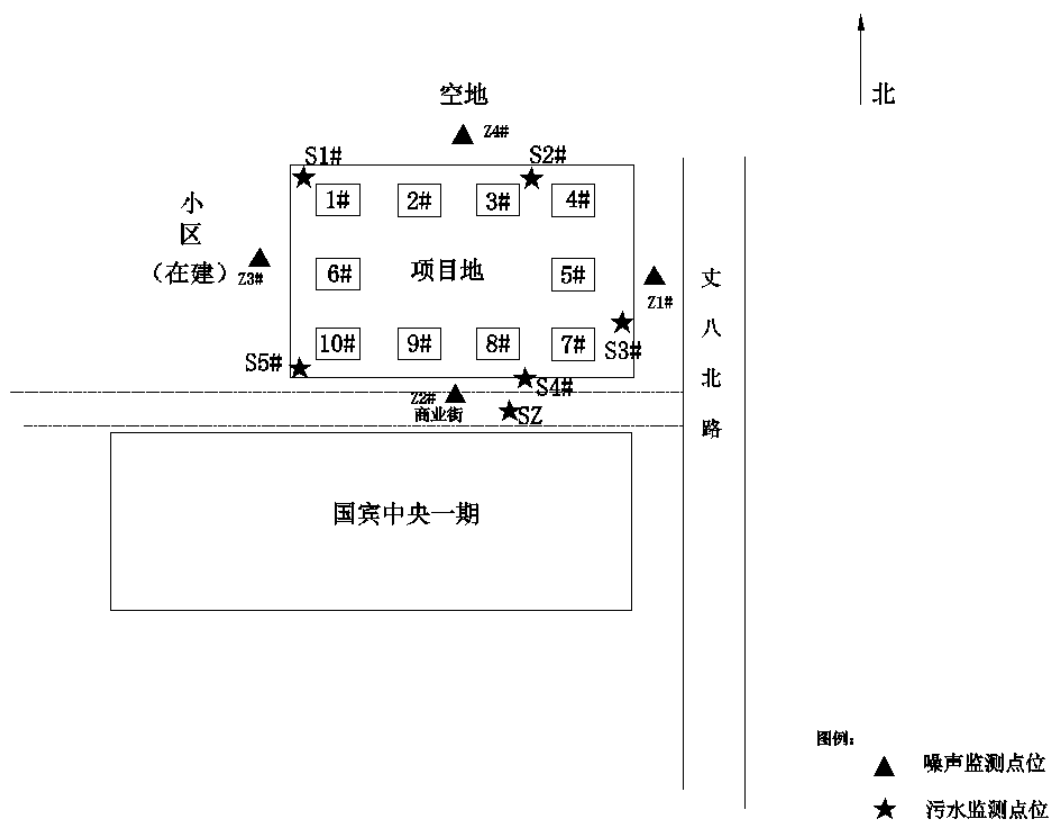 北
空地
Z4#
S1#
S2#
1#
2#
3#
4#
小
区
（在建）
Z3#
6#
项目地
5#
Z1#
丈
八
北
路
10#
9#
8#
7#
S3#
S5#
S4#
Z2#
商业街
SZ
国宾中央一期
图例：
噪声监测点位
污水监测点位